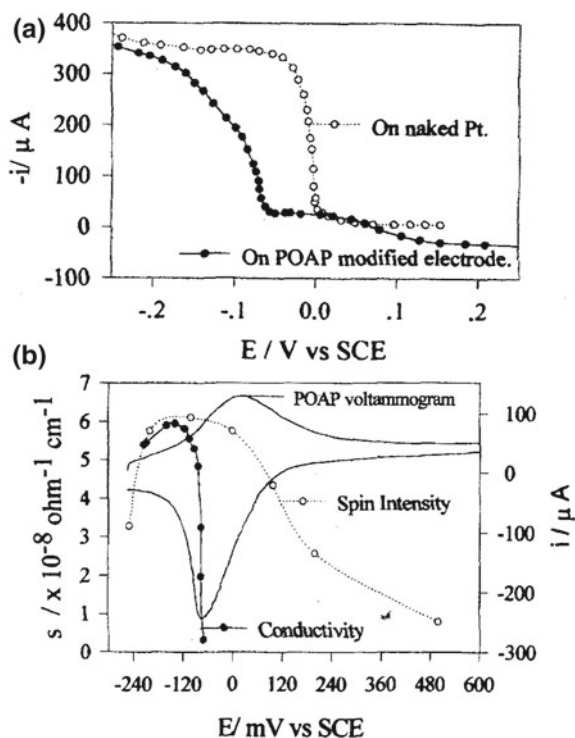 (a)
400
300
200
100
0
-100
-i/ μ A
On naked Pt.
On POAP modified electrode.
-.2 -.1 0.0 .1 .2
E / V vs SCE
(b)
7
6
5
4
3
2
1
0
s / x 10-8 ohm-1 cm-1
POAP voltammogram
Spin Intensity
Conductivity
100
0
-100
-200
-300
i/ μ A
-240 -120 0 120 240 360 480 600
E/ mV vs SCE